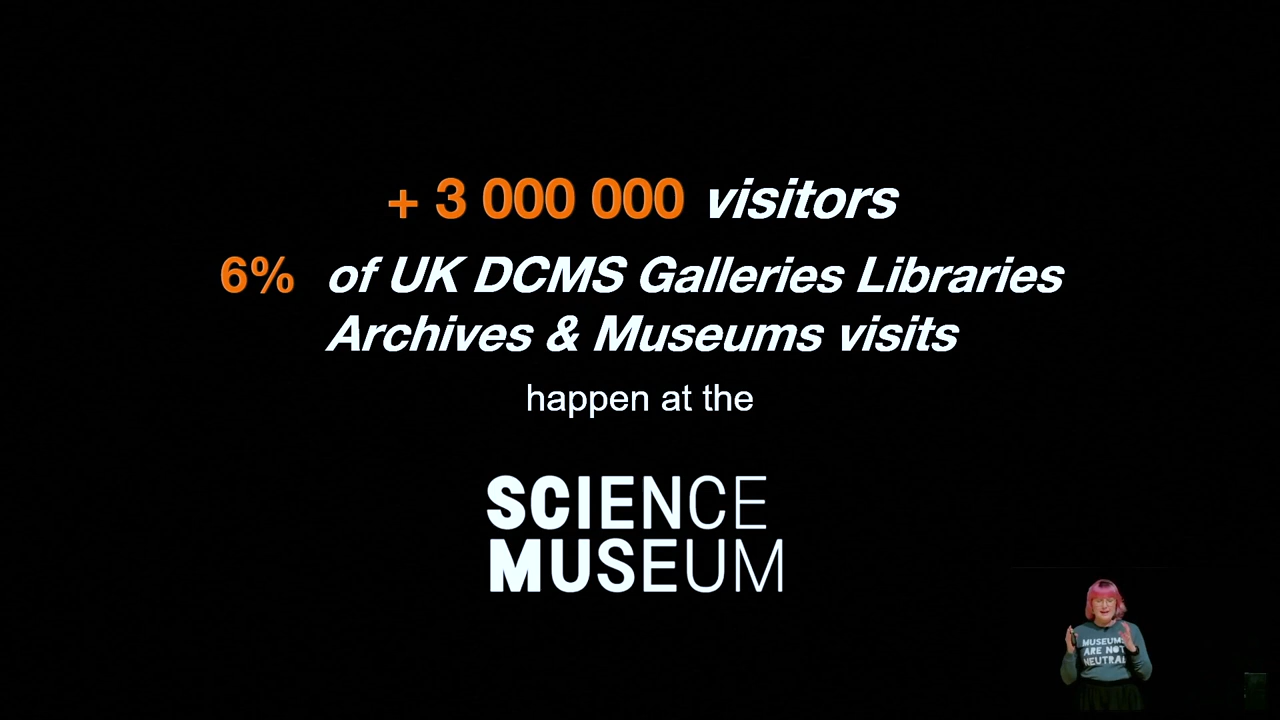 + 3 000 000 visitors
6% of UK DCMS Galleries Libraries
Archives & Museums visits
happen at the
SCIENCE
MUSEUM
MUSEUMS
ARE NOT
NEUTRAL